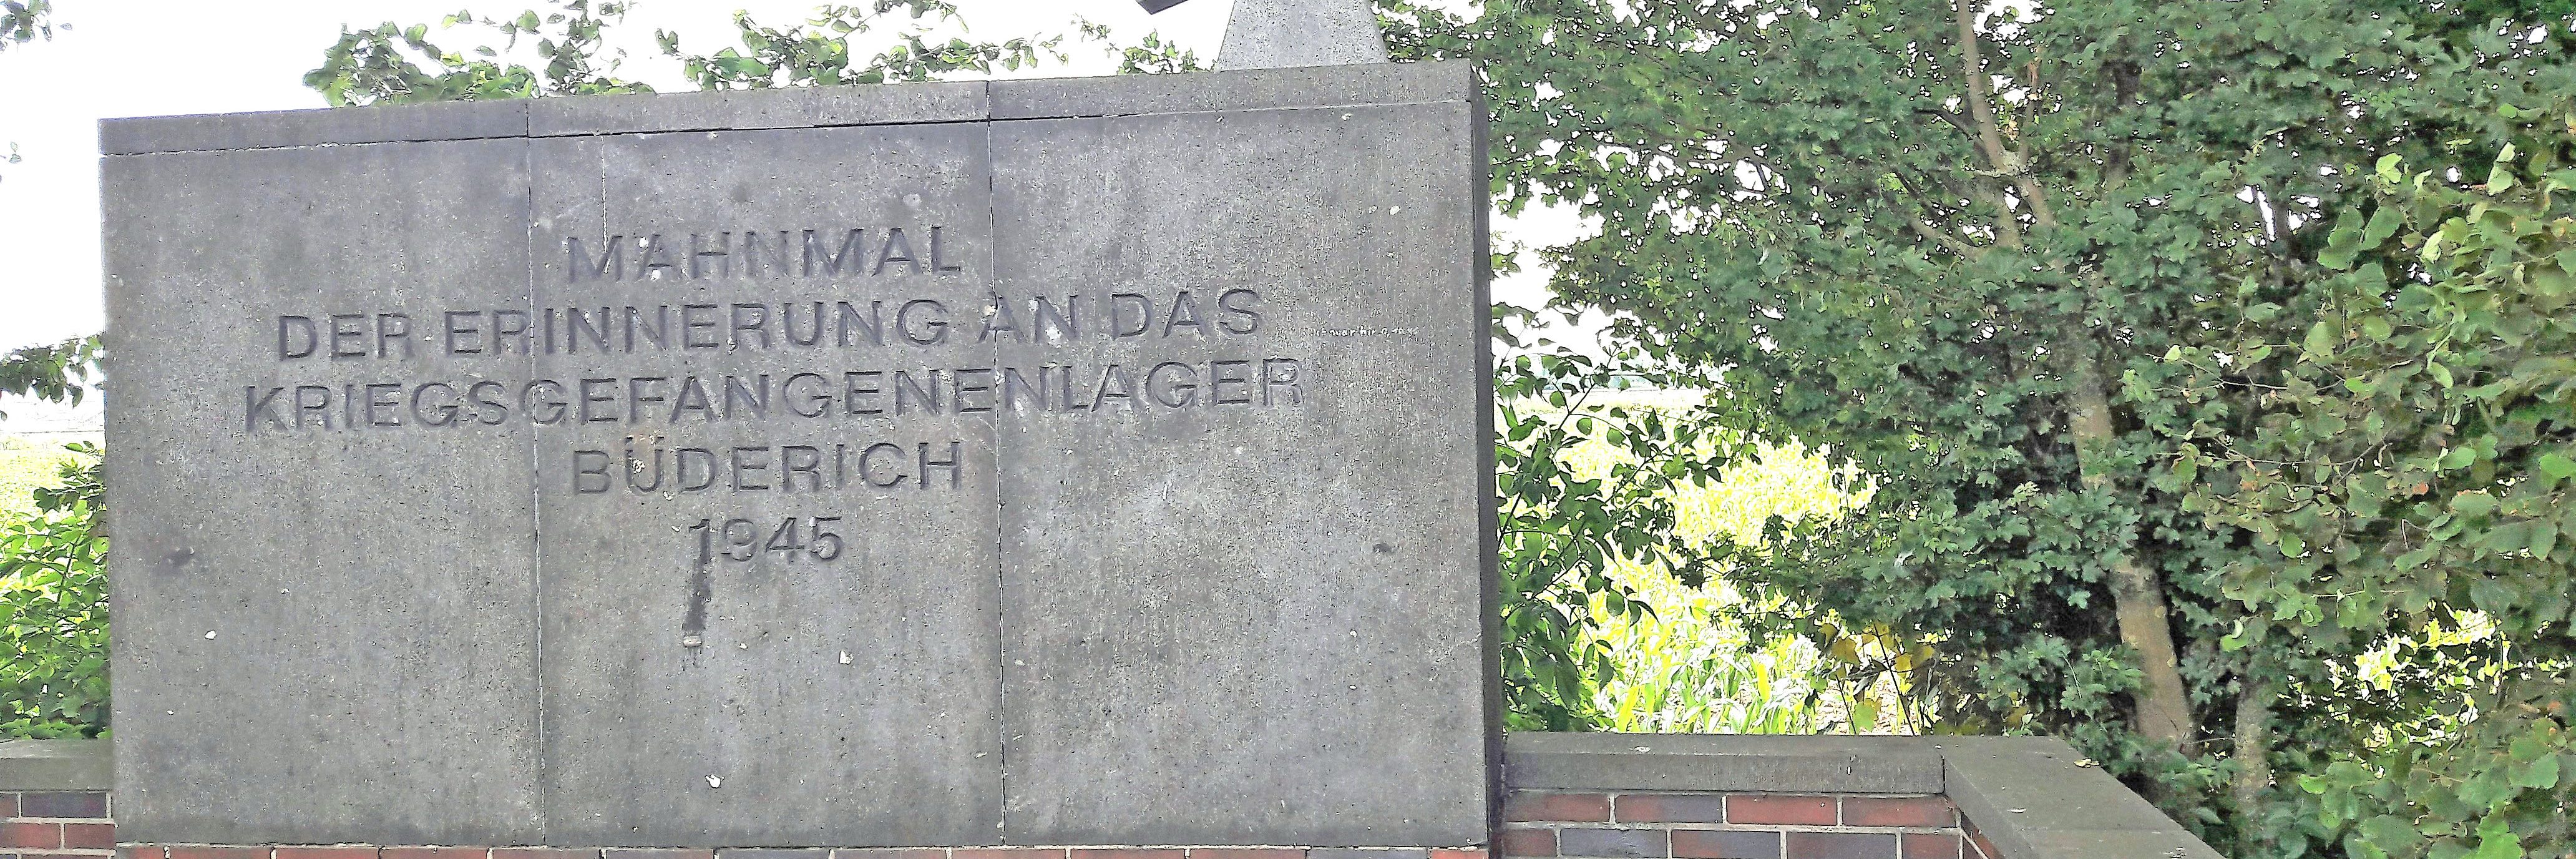 MAHNMAL
DER ERINNERUNG AN DAS
KRIEGSGEFANGENENLAGER
BÜDERICH
1945